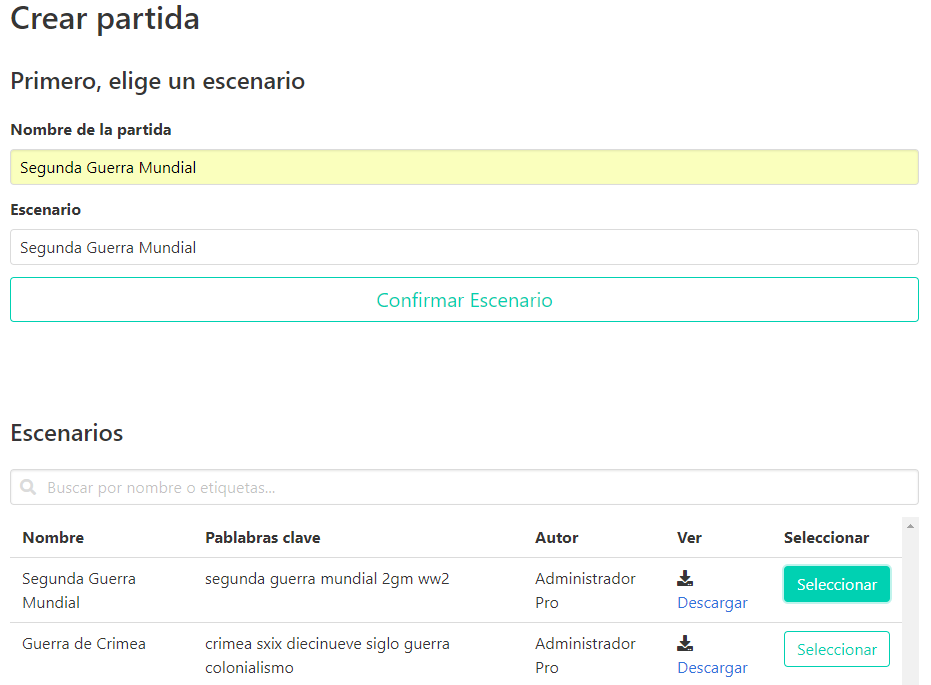 Crear partida
Primero, elige un escenario
Nombre de la partida
Segunda Guerra Mundial
Escenario
Segunda Guerra Mundial
Confirmar Escenario
Escenarios
Buscar por nombre o etiquetas...
Nombre Pablabras clave Autor Ver Seleccionar
Segunda Guerra segunda guerra mundial 2gm ww2 Administrador Seleccionar
Mundial Pro Descargar
Guerra de Crimea crimea sxix diecinueve siglo guerra Administrador Seleccionar
colonialismo Pro Descargar